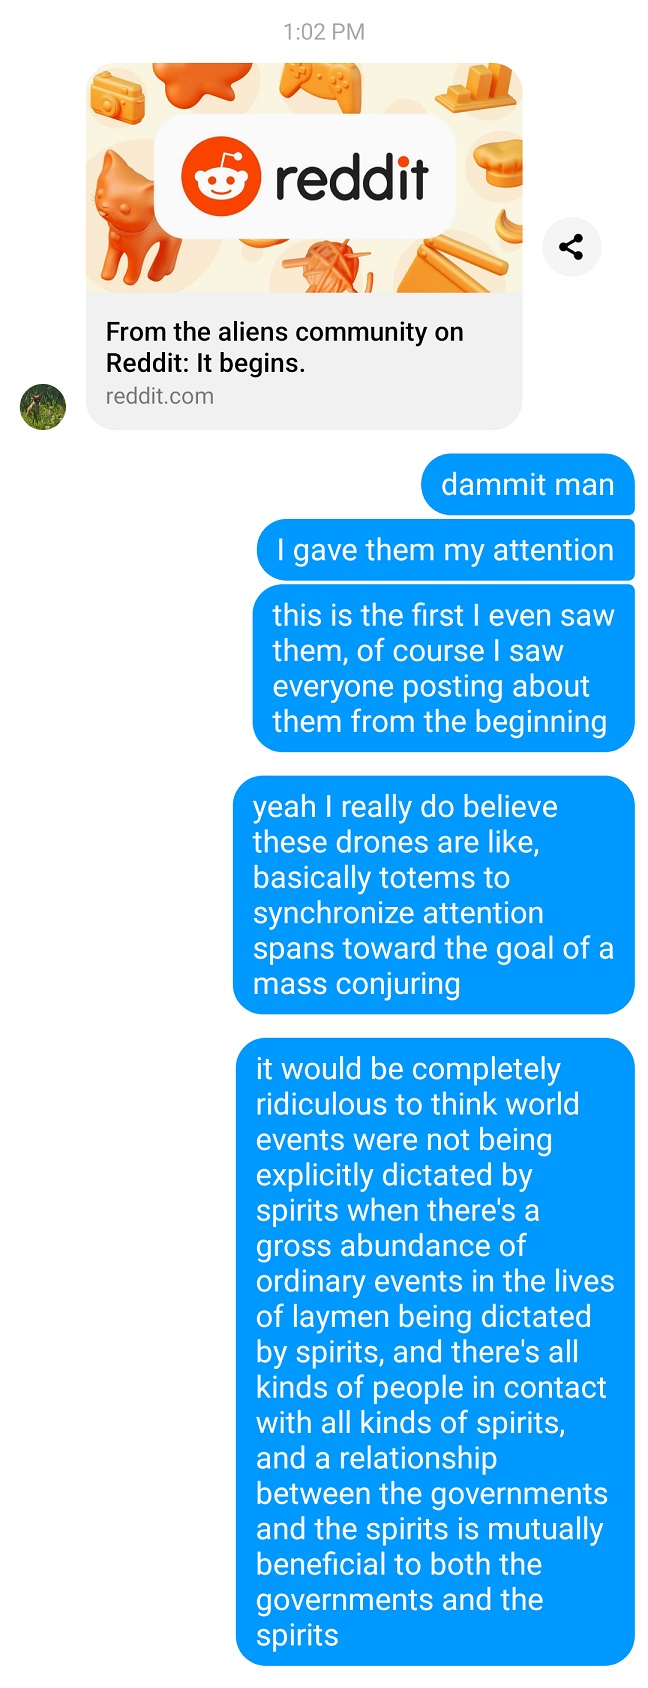 1:02 PM
reddit
From the aliens community on
Reddit: It begins.
reddit.com
dammit man
I gave them my attention
this is the first I even saw
them, of course I saw
everyone posting about
them from the beginning
yeah I really do believe
these drones are like,
basically totems to
synchronize attention
spans toward the goal of a
mass conjuring
it would be completely
ridiculous to think world
events were not being
explicitly dictated by
spirits when there's a
gross abundance of
ordinary events in the lives
of laymen being dictated
by spirits, and there's all
kinds of people in contact
with all kinds of spirits,
and a relationship
between the governments
and the spirits is mutually
beneficial to both the
governments and the
spirits